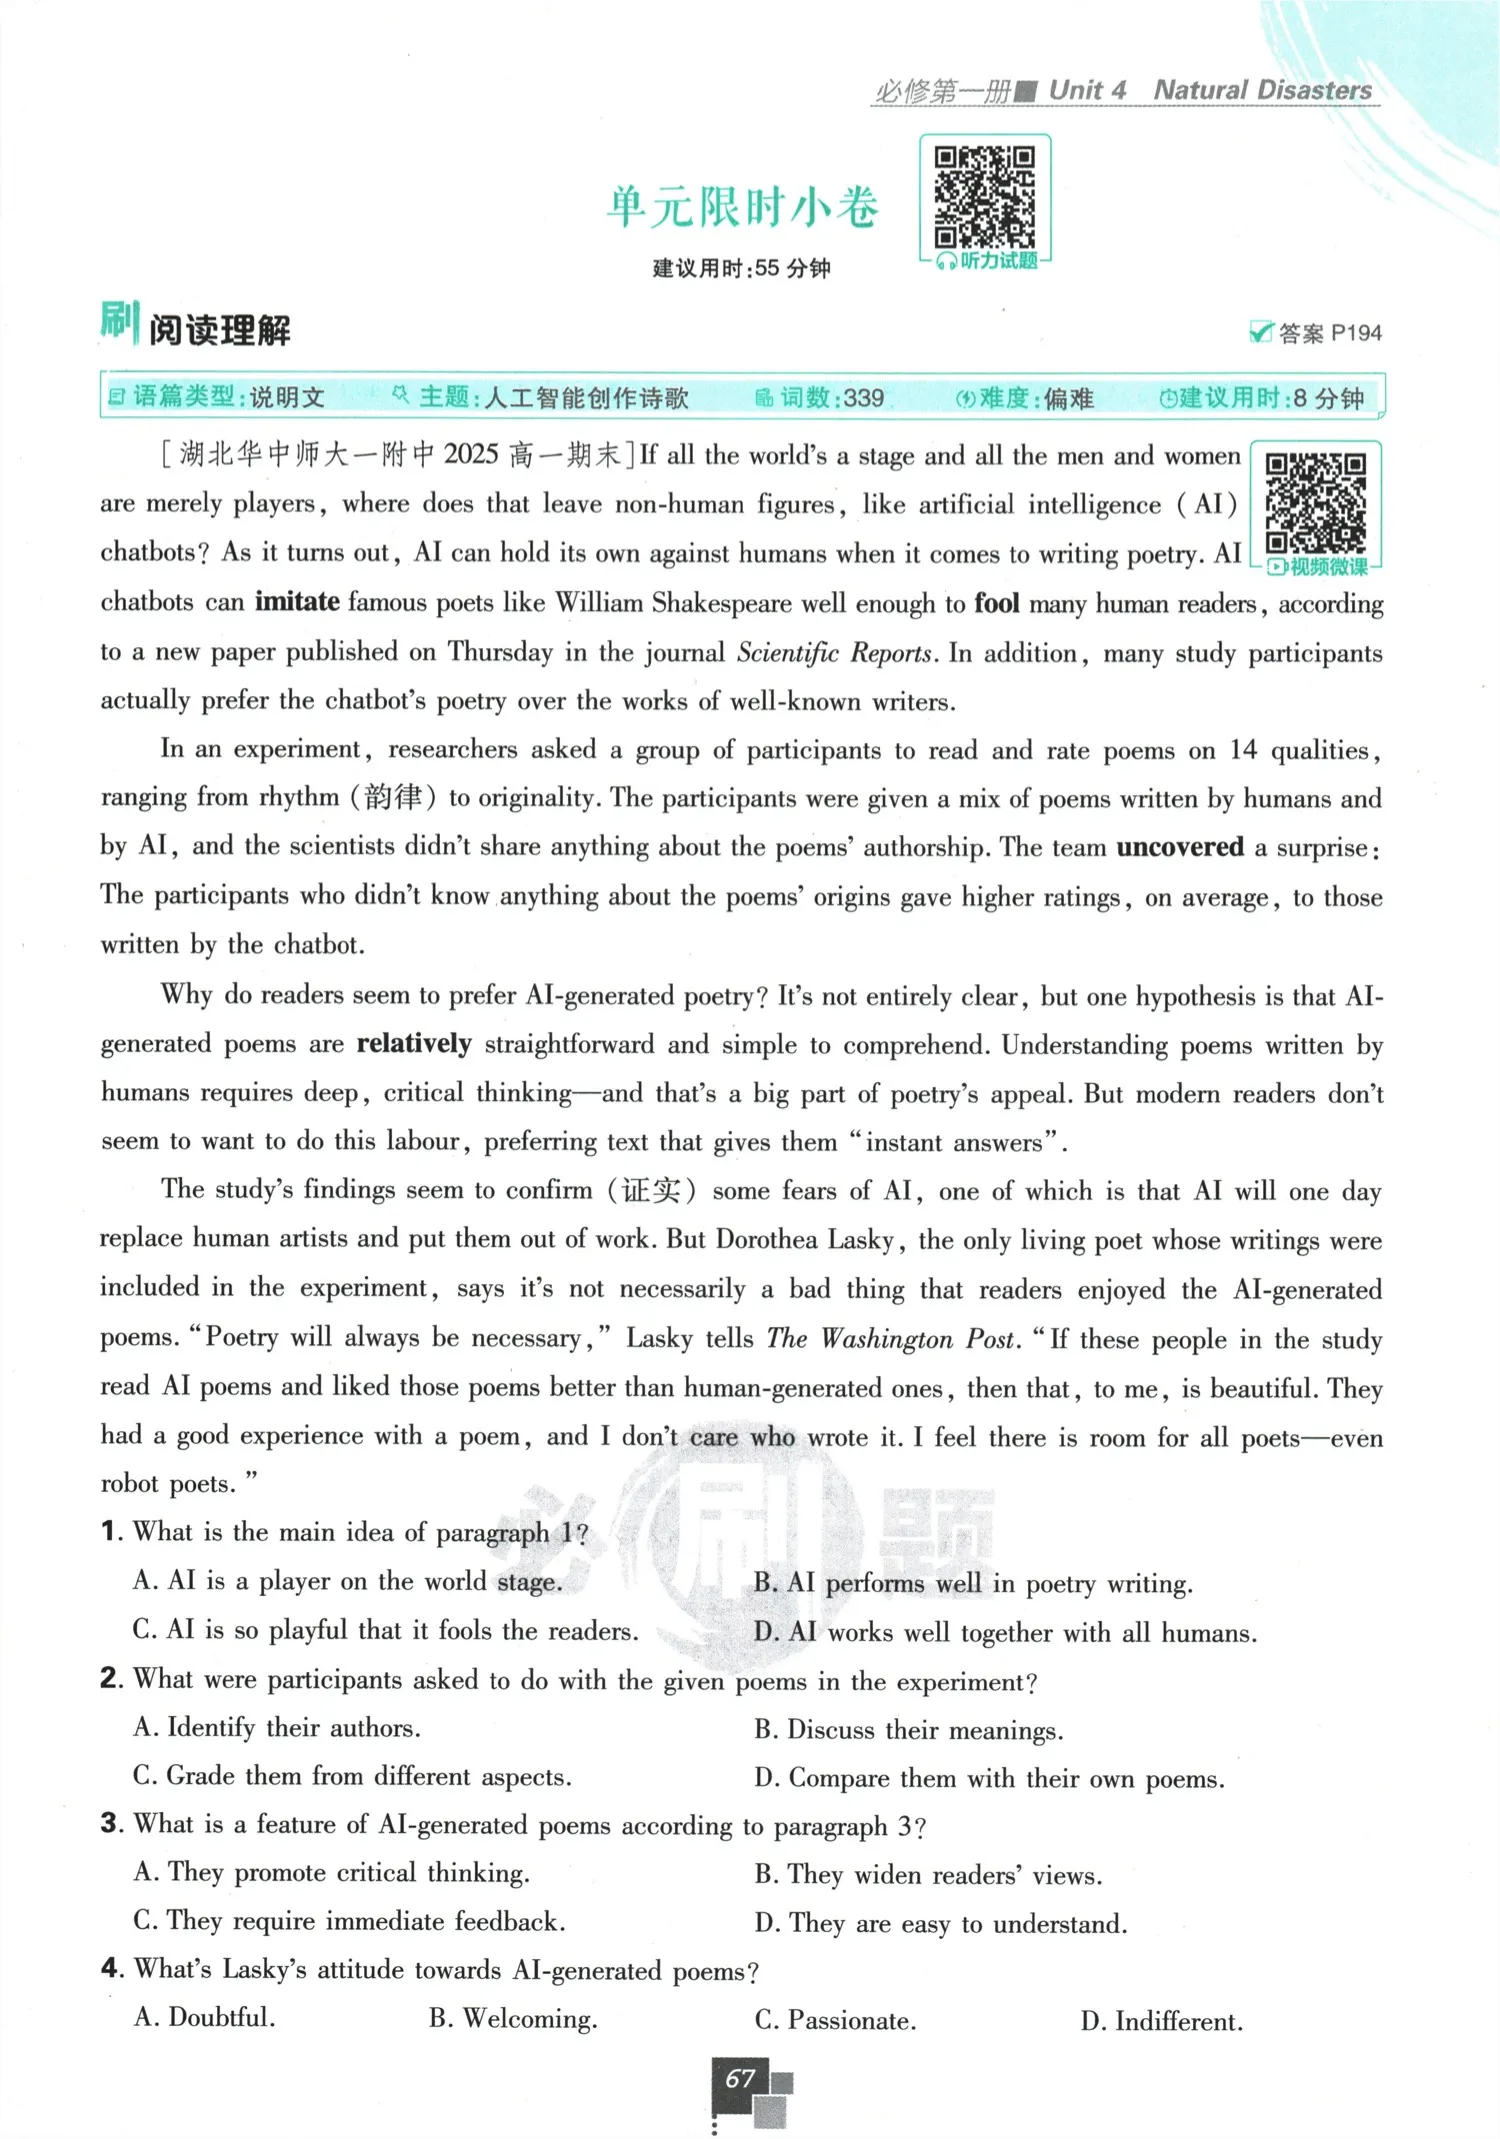 必修第一册 Unit 4 Natural Disasters
单元限时小卷
听力试题
建议用时:55 分钟
刷 阅读理解
答案 P194
语篇类型:说明文 主题:人工智能创作诗歌 词数:339 难度:偏难 建议用时:8 分钟
[湖北华中师大一附中 2025 高一期末]If all the world's a stage and all the men and women
are merely players, where does that leave non-human figures, like artificial intelligence (AI)
chatbots? As it turns out, AI can hold its own against humans when it comes to writing poetry. AI
视频微课
chatbots can imitate famous poets like William Shakespeare well enough to fool many human readers, according
to a new paper published on Thursday in the journal Scientific Reports. In addition, many study participants
actually prefer the chatbot's poetry over the works of well-known writers.
In an experiment, researchers asked a group of participants to read and rate poems on 14 qualities,
ranging from rhythm (韵律) to originality. The participants were given a mix of poems written by humans and
by AI, and the scientists didn't share anything about the poems' authorship. The team uncovered a surprise:
The participants who didn't know anything about the poems' origins gave higher ratings, on average, to those
written by the chatbot.
Why do readers seem to prefer AI-generated poetry? It's not entirely clear, but one hypothesis is that AI-
generated poems are relatively straightforward and simple to comprehend. Understanding poems written by
humans requires deep, critical thinking—and that's a big part of poetry's appeal. But modern readers don't
seem to want to do this labour, preferring text that gives them “instant answers”.
The study's findings seem to confirm (证实) some fears of AI, one of which is that AI will one day
replace human artists and put them out of work. But Dorothea Lasky, the only living poet whose writings were
included in the experiment, says it's not necessarily a bad thing that readers enjoyed the AI-generated
poems. “Poetry will always be necessary,” Lasky tells The Washington Post. “If these people in the study
read AI poems and liked those poems better than human-generated ones, then that, to me, is beautiful. They
had a good experience with a poem, and I don't care who wrote it. I feel there is room for all poets—even
robot poets.”
必刷题
1. What is the main idea of paragraph 1?
A. AI is a player on the world stage. B. AI performs well in poetry writing.
C. AI is so playful that it fools the readers. D. AI works well together with all humans.
2. What were participants asked to do with the given poems in the experiment?
A. Identify their authors. B. Discuss their meanings.
C. Grade them from different aspects. D. Compare them with their own poems.
3. What is a feature of AI-generated poems according to paragraph 3?
A. They promote critical thinking. B. They widen readers' views.
C. They require immediate feedback. D. They are easy to understand.
4. What's Lasky's attitude towards AI-generated poems?
A. Doubtful. B. Welcoming. C. Passionate. D. Indifferent.
67